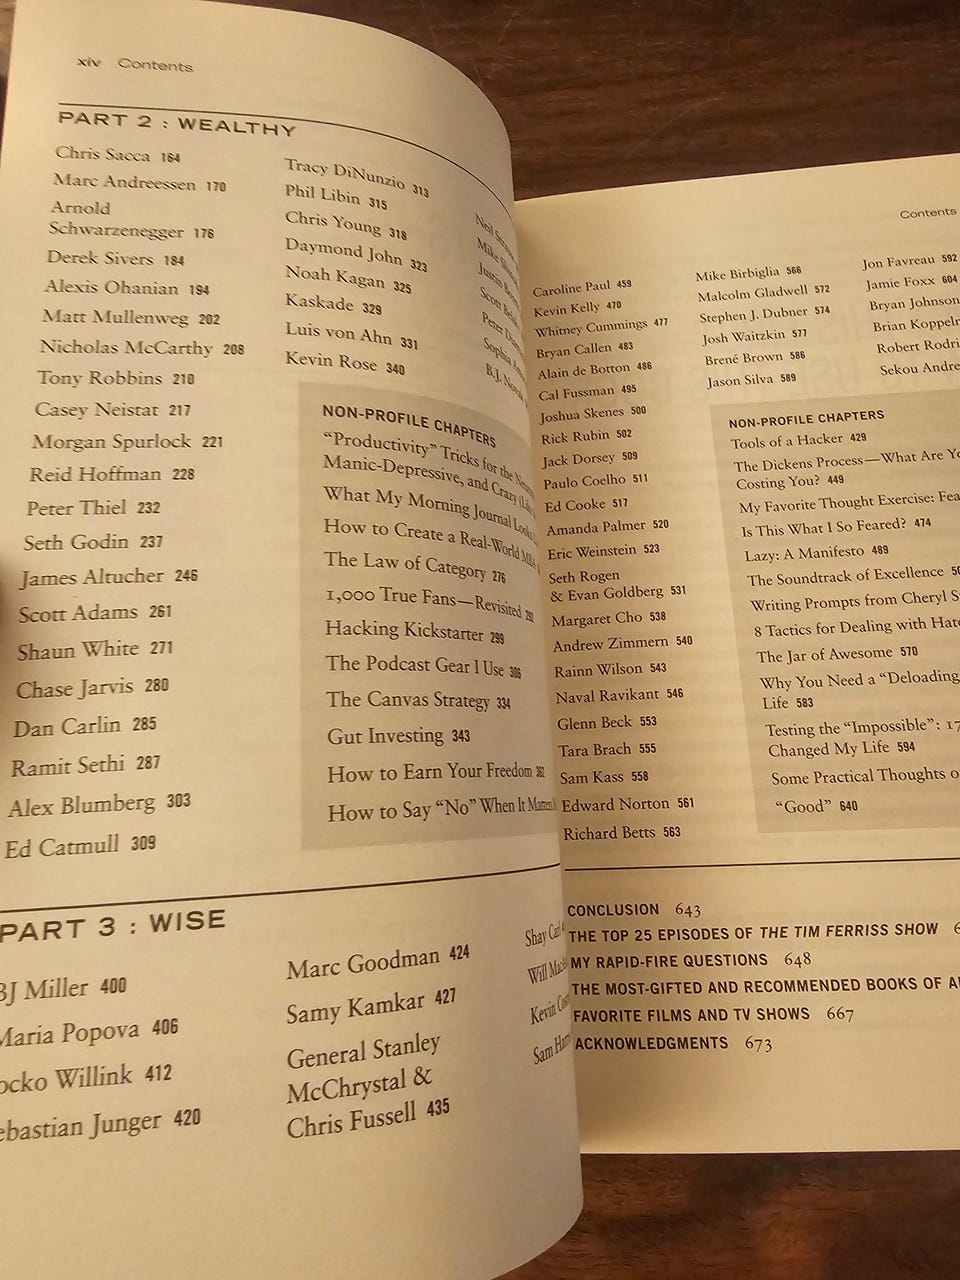 xiv Contents
PART 2 : WEALTHY
Chris Sacca 164
Marc Andreessen 170
Arnold
Schwarzenegger 176
Derek Sivers 184
Alexis Ohanian 194
Matt Mullenweg 202
Nicholas McCarthy 208
Tony Robbins 210
Casey Neistat 217
Morgan Spurlock 221
Reid Hoffman 228
Peter Thiel 232
Seth Godin 237
James Altucher 246
Scott Adams 261
Shaun White 271
Chase Jarvis 280
Dan Carlin 285
Ramit Sethi 287
Alex Blumberg 303
Ed Catmull 309
Tracy DiNunzio 313
Phil Libin 315
Chris Young 318
Daymond John 323
Noah Kagan 325
Kaskade 329
Luis von Ahn 331
Kevin Rose 340
Neil
Mike
Justin
Scott
Peter
Sophia
B.J. Novak
NON-PROFILE CHAPTERS
"Productivity" Tricks for the
Manic-Depressive, and Crazy
What My Morning Journal Looks
How to Create a Real-World
The Law of Category 276
1,000 True Fans—Revisited
Hacking Kickstarter 299
The Podcast Gear I Use
The Canvas Strategy 334
Gut Investing 343
How to Earn Your Freedom
How to Say "No" When It Matters
PART 3 : WISE
BJ Miller 400
Maria Popova 406
ocko Willink 412
ebastian Junger 420
Marc Goodman 424
Samy Kamkar 427
General Stanley
McChrystal &
Chris Fussell 435
Shay
Will
Kevin
Sam
Contents
Caroline Paul 459
Kevin Kelly 470
Whitney Cummings 477
Bryan Callen 483
Alain de Botton 486
Cal Fussman 495
Joshua Skenes 500
Rick Rubin 502
Jack Dorsey 509
Paulo Coelho 511
Ed Cooke 517
Amanda Palmer 520
Eric Weinstein 523
Seth Rogen
& Evan Goldberg 531
Margaret Cho 538
Andrew Zimmern 540
Rainn Wilson 543
Naval Ravikant 546
Glenn Beck 553
Tara Brach 555
Sam Kass 558
Edward Norton 561
Richard Betts 563
Mike Birbiglia 566
Malcolm Gladwell 572
Stephen J. Dubner 574
Josh Waitzkin 577
Brené Brown 586
Jason Silva 589
Jon Favreau 592
Jamie Foxx 604
Bryan Johnson
Brian Koppelm
Robert Rodri
Sekou Andre
NON-PROFILE CHAPTERS
Tools of a Hacker 429
The Dickens Process—What Are Yo
Costing You? 449
My Favorite Thought Exercise: Fea
Is This What I So Feared? 474
Lazy: A Manifesto 489
The Soundtrack of Excellence
Writing Prompts from Cheryl S
8 Tactics for Dealing with Hate
The Jar of Awesome 570
Why You Need a "Deloading
Life 583
Testing the "Impossible": 17
Changed My Life 594
Some Practical Thoughts o
"Good" 640
CONCLUSION 643
THE TOP 25 EPISODES OF THE TIM FERRISS SHOW
MY RAPID-FIRE QUESTIONS 648
THE MOST-GIFTED AND RECOMMENDED BOOKS OF A
FAVORITE FILMS AND TV SHOWS 667
ACKNOWLEDGMENTS 673